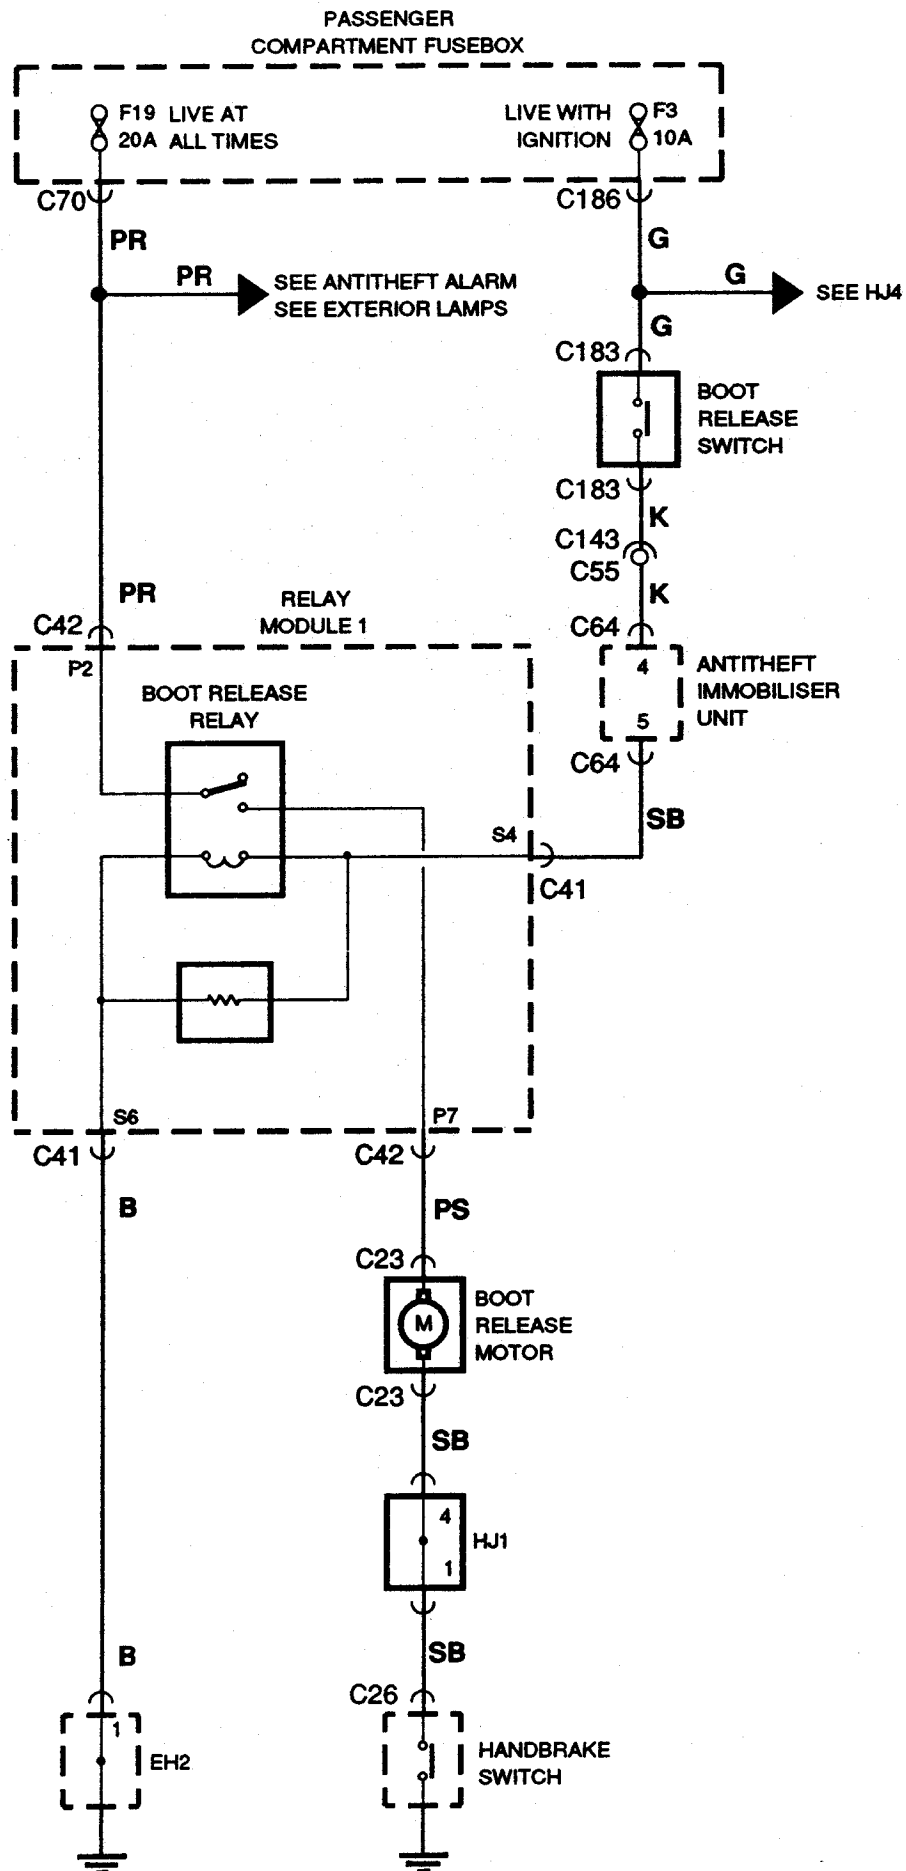 PASSENGER
COMPARTMENT FUSEBOX
F19 LIVE AT
20A ALL TIMES
LIVE WITH F3
IGNITION 10A
C70
C186
PR
G
PR
SEE ANTITHEFT ALARM
SEE EXTERIOR LAMPS
G
SEE HJ4
G
C183
BOOT
RELEASE
SWITCH
C183
K
C143
C55
PR
K
RELAY
MODULE 1
C42
C64
P2
4
ANTITHEFT
IMMOBILISER
UNIT
5
BOOT RELEASE
RELAY
C64
SB
S4
C41
S6
P7
C41
C42
B
PS
C23
M
BOOT
RELEASE
MOTOR
C23
SB
4
HJ1
1
B
SB
C26
1
EH2
HANDBRAKE
SWITCH